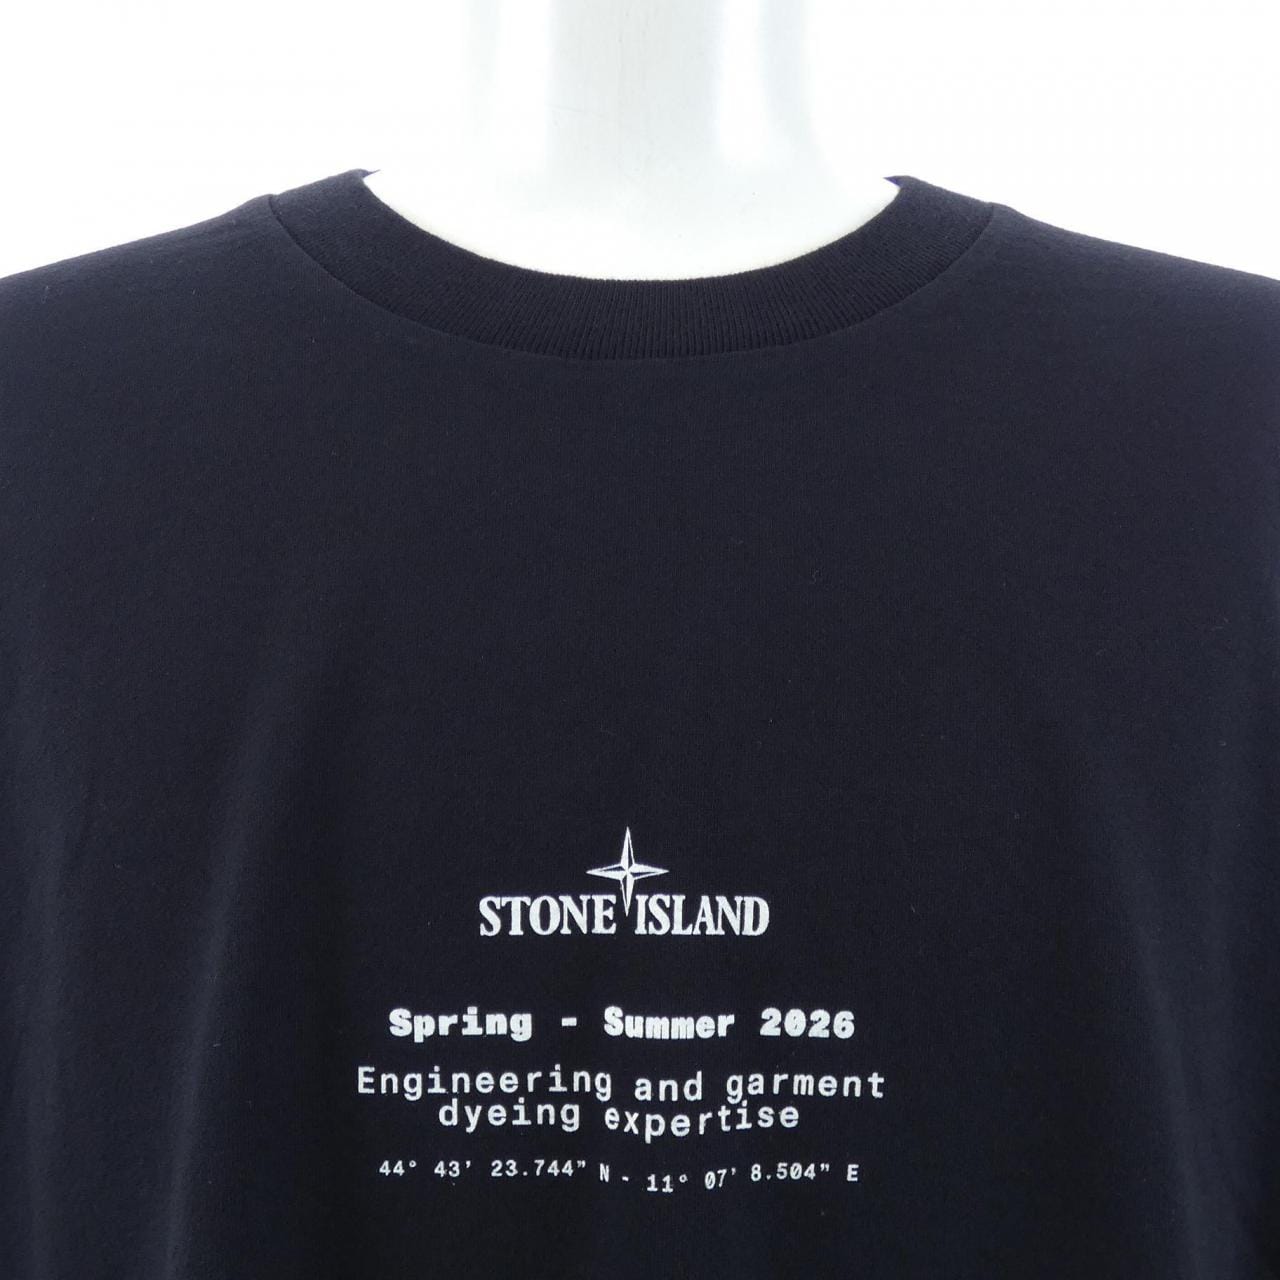 STONE ISLAND
Spring - Summer 2026
Engineering and garment
dyeing expertise
44° 43' 23.744" N - 11° 07' 8.504" E